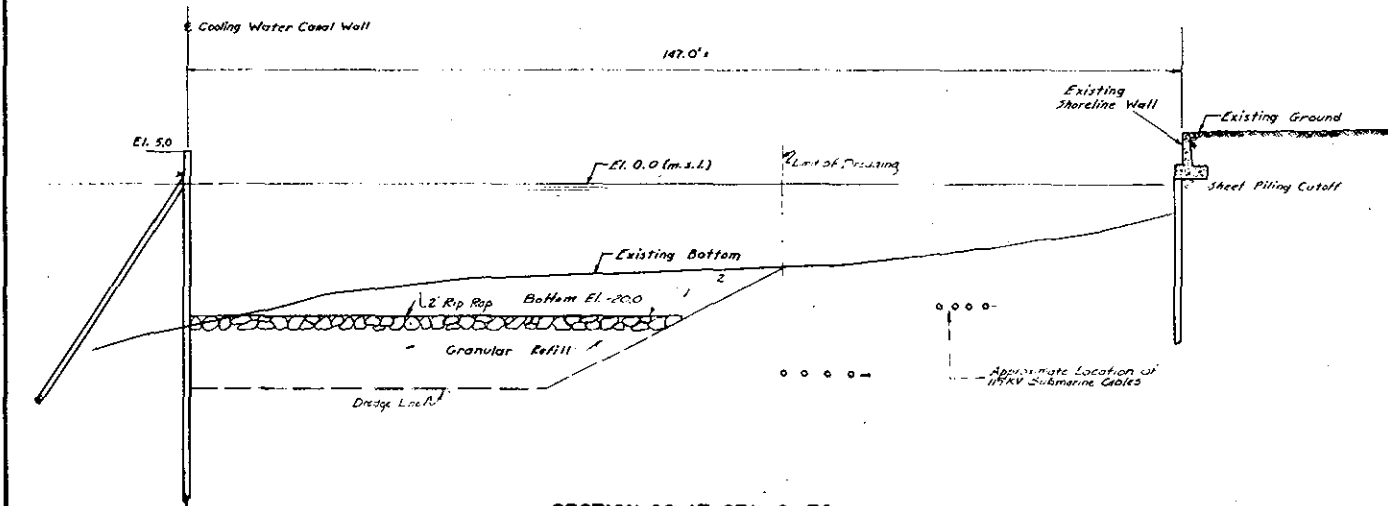 ℄ Cooling Water Canal Wall
147.0'±
Existing
Shoreline Wall
Existing Ground
El. 5.0
El. 0.0 (m.s.l.)
Limit of Dredging
Sheet Piling Cutoff
Existing Bottom
1 2
2' Rip Rap Bottom El. -20.0
Granular Refill
Approximate Location of
115KV Submarine Cables
Dredge Line